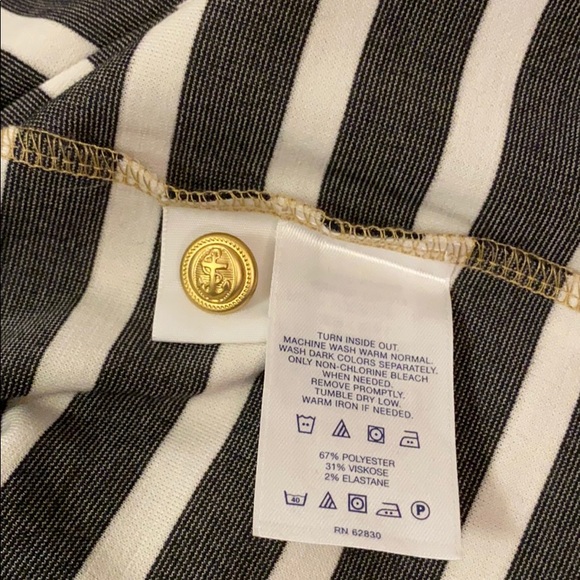 TURN INSIDE OUT.
MACHINE WASH WARM NORMAL.
WASH DARK COLORS SEPARATELY.
ONLY NON-CHLORINE BLEACH
WHEN NEEDED.
REMOVE PROMPTLY.
TUMBLE DRY LOW.
WARM IRON IF NEEDED.
67% POLYESTER
31% VISKOSE
2% ELASTANE
40 P
RN 62830